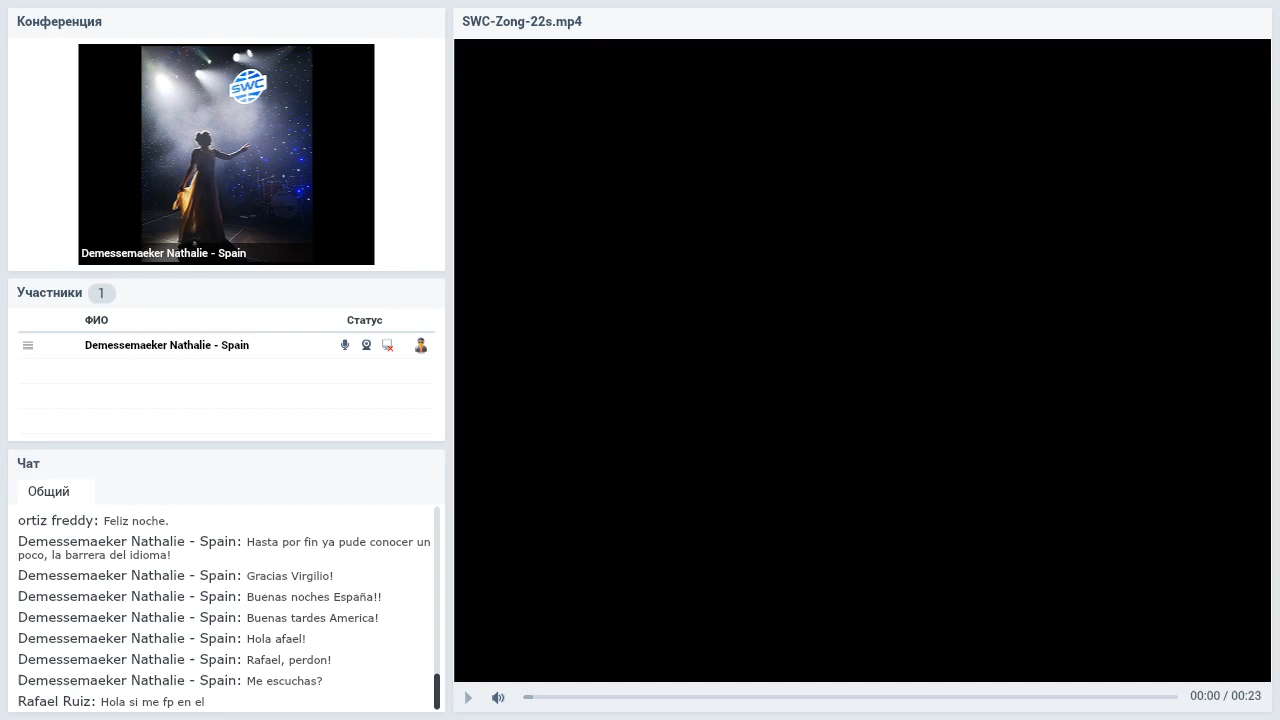 Конференция
SWC
Demessemaeker Nathalie - Spain
Участники 1
ФИО Статус
Demessemaeker Nathalie - Spain
Чат
Общий
ortiz freddy: Feliz noche.
Demessemaeker Nathalie - Spain: Hasta por fin ya pude conocer un
poco, la barrera del idioma!
Demessemaeker Nathalie - Spain: Gracias Virgilio!
Demessemaeker Nathalie - Spain: Buenas noches España!!
Demessemaeker Nathalie - Spain: Buenas tardes America!
Demessemaeker Nathalie - Spain: Hola afael!
Demessemaeker Nathalie - Spain: Rafael, perdon!
Demessemaeker Nathalie - Spain: Me escuchas?
Rafael Ruiz: Hola si me fp en el
SWC-Zong-22s.mp4
00:00 / 00:23